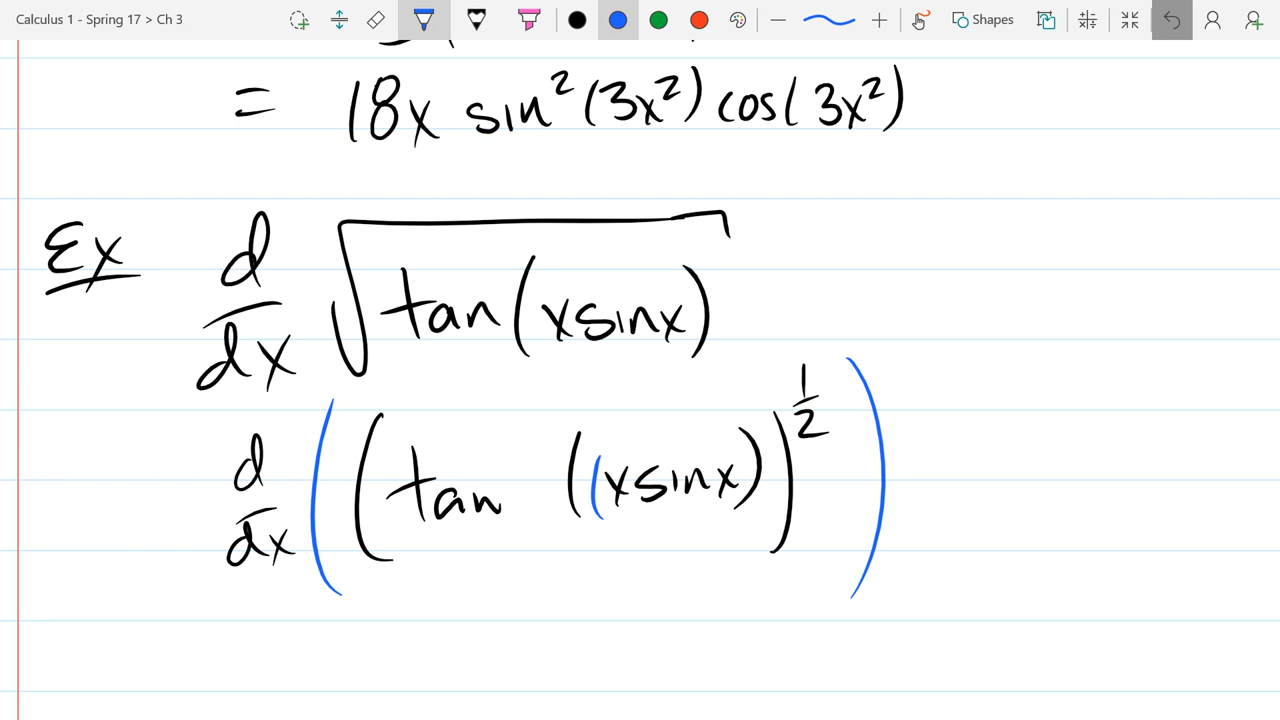 Calculus 1 - Spring 17 > Ch 3 Shapes
= 18x sin²(3x²) cos(3x²)
Ex d/dx √tan(xsinx)
d/dx ((tan ((xsinx))^(1/2))